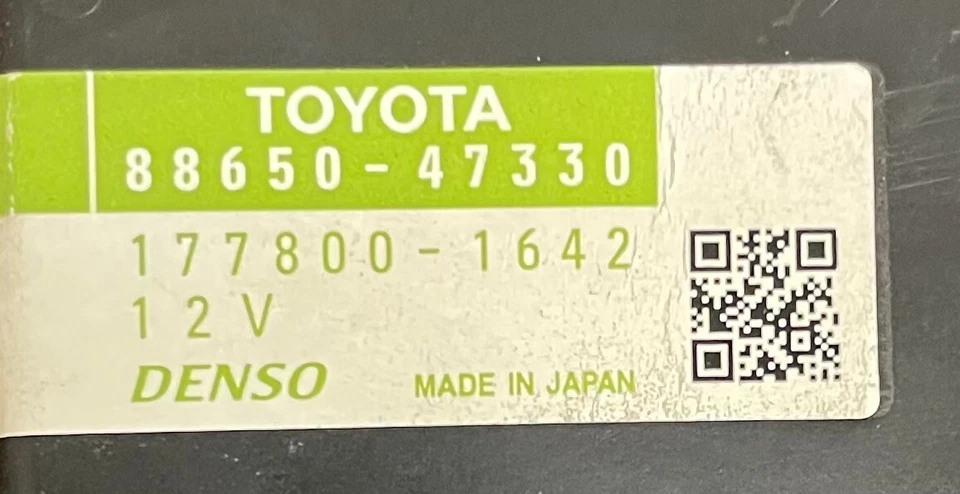 TOYOTA
88650-47330
177800-1642
12V
DENSO
MADE IN JAPAN